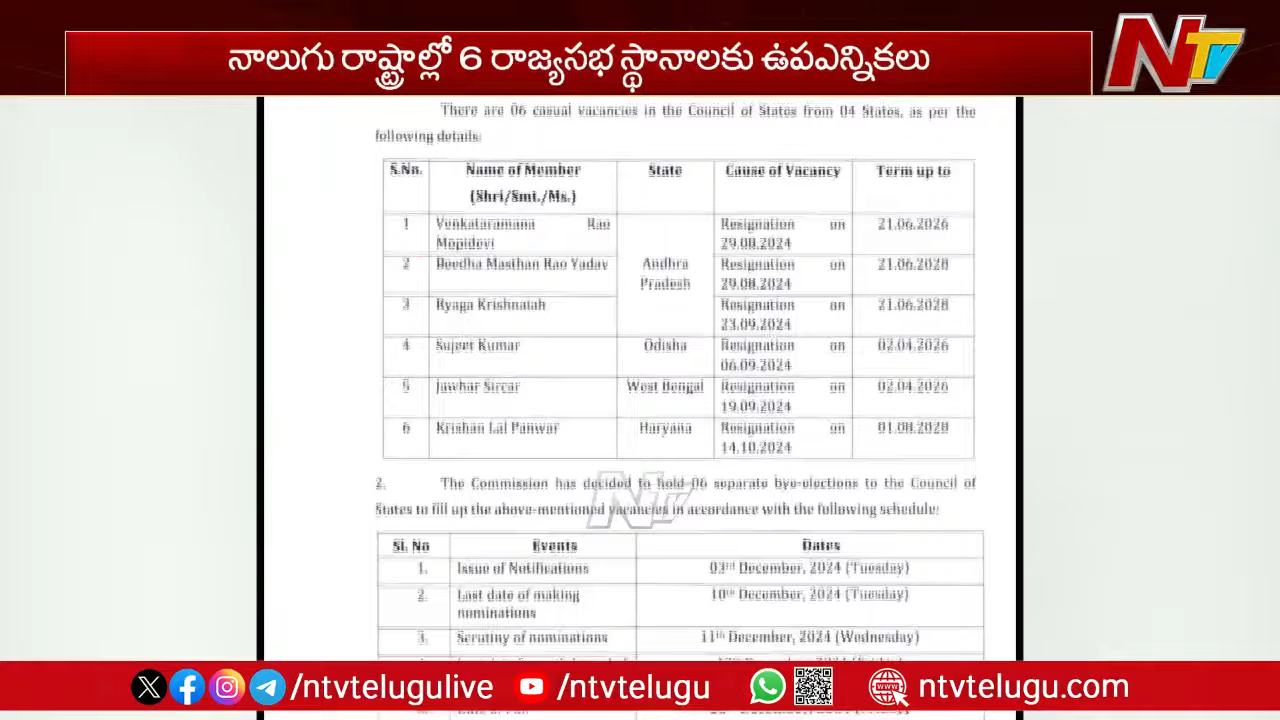 నాలుగు రాష్ట్రాల్లో 6 రాజ్యసభ స్థానాలకు ఉపఎన్నికలు
NTV
There are 06 casual vacancies in the Council of States from 04 States, as per the
following details:
S.No. Name of Member (Shri/Smt./Ms.) State Cause of Vacancy Term up to
1 Venkataramana Rao Mopidevi Andhra Pradesh Resignation on 29.08.2024 21.06.2026
2 Beedha Masthan Rao Yadav Resignation on 29.08.2024 21.06.2028
3 Ryaga Krishnaiah Resignation on 23.09.2024 21.06.2028
4 Sujeet Kumar Odisha Resignation on 06.09.2024 02.04.2026
5 Jawhar Sircar West Bengal Resignation on 19.09.2024 02.04.2026
6 Krishan Lal Panwar Haryana Resignation on 14.10.2024 01.08.2028
2. The Commission has decided to hold 06 separate bye-elections to the Council of
States to fill up the above-mentioned vacancies in accordance with the following schedule:
NTV
Sl. No Events Dates
1. Issue of Notifications 03rd December, 2024 (Tuesday)
2. Last date of making nominations 10th December, 2024 (Tuesday)
3. Scrutiny of nominations 11th December, 2024 (Wednesday)
/ntvtelugulive /ntvtelugu ntvtelugu.com